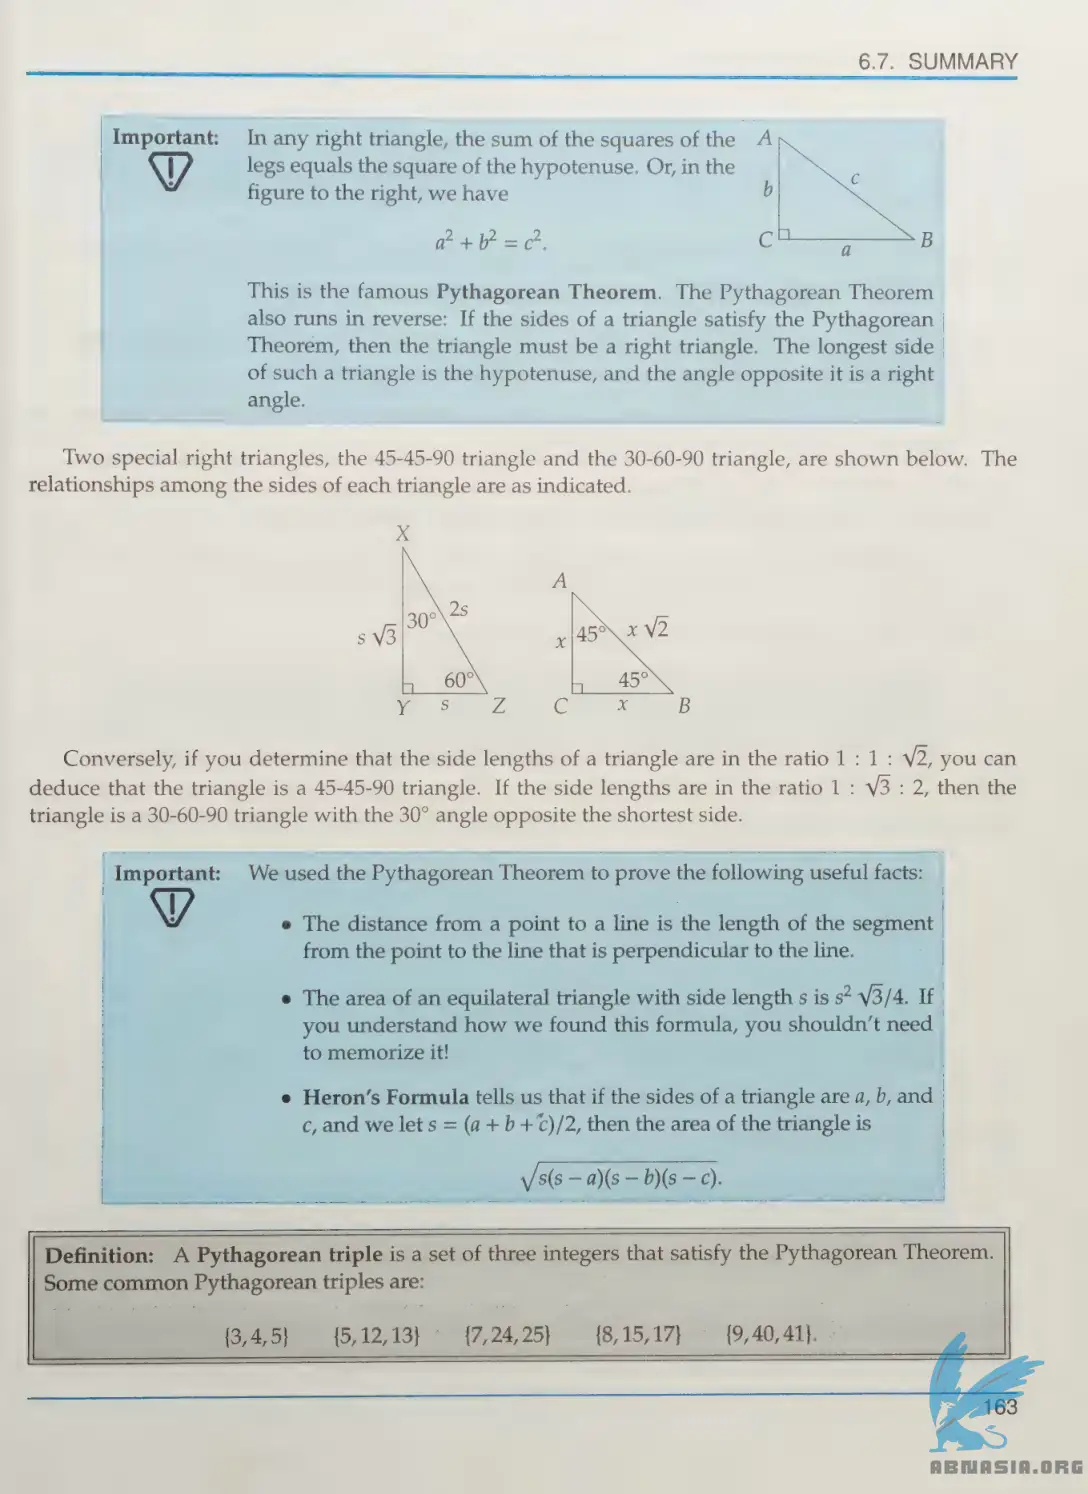 6.7. SUMMARY
Important:
In any right triangle, the sum of the squares of the
legs equals the square of the hypotenuse. Or, in the
figure to the right, we have
a² + b² = c².
A
b
c
C
a
B
This is the famous Pythagorean Theorem. The Pythagorean Theorem
also runs in reverse: If the sides of a triangle satisfy the Pythagorean
Theorem, then the triangle must be a right triangle. The longest side
of such a triangle is the hypotenuse, and the angle opposite it is a right
angle.
Two special right triangles, the 45-45-90 triangle and the 30-60-90 triangle, are shown below. The
relationships among the sides of each triangle are as indicated.
X
30°
2s
s √3
60°
Y
s
Z
A
x
45°
x √2
45°
C
x
B
Conversely, if you determine that the side lengths of a triangle are in the ratio 1 : 1 : √2, you can
deduce that the triangle is a 45-45-90 triangle. If the side lengths are in the ratio 1 : √3 : 2, then the
triangle is a 30-60-90 triangle with the 30° angle opposite the shortest side.
Important:
We used the Pythagorean Theorem to prove the following useful facts:
• The distance from a point to a line is the length of the segment
from the point to the line that is perpendicular to the line.
• The area of an equilateral triangle with side length s is s² √3/4. If
you understand how we found this formula, you shouldn't need
to memorize it!
• Heron's Formula tells us that if the sides of a triangle are a, b, and
c, and we let s = (a + b + c)/2, then the area of the triangle is
√s(s − a)(s − b)(s − c).
Definition: A Pythagorean triple is a set of three integers that satisfy the Pythagorean Theorem.
Some common Pythagorean triples are:
{3,4,5} {5,12,13} {7,24,25} {8,15,17} {9,40,41}.
163
ABNASIA.ORG